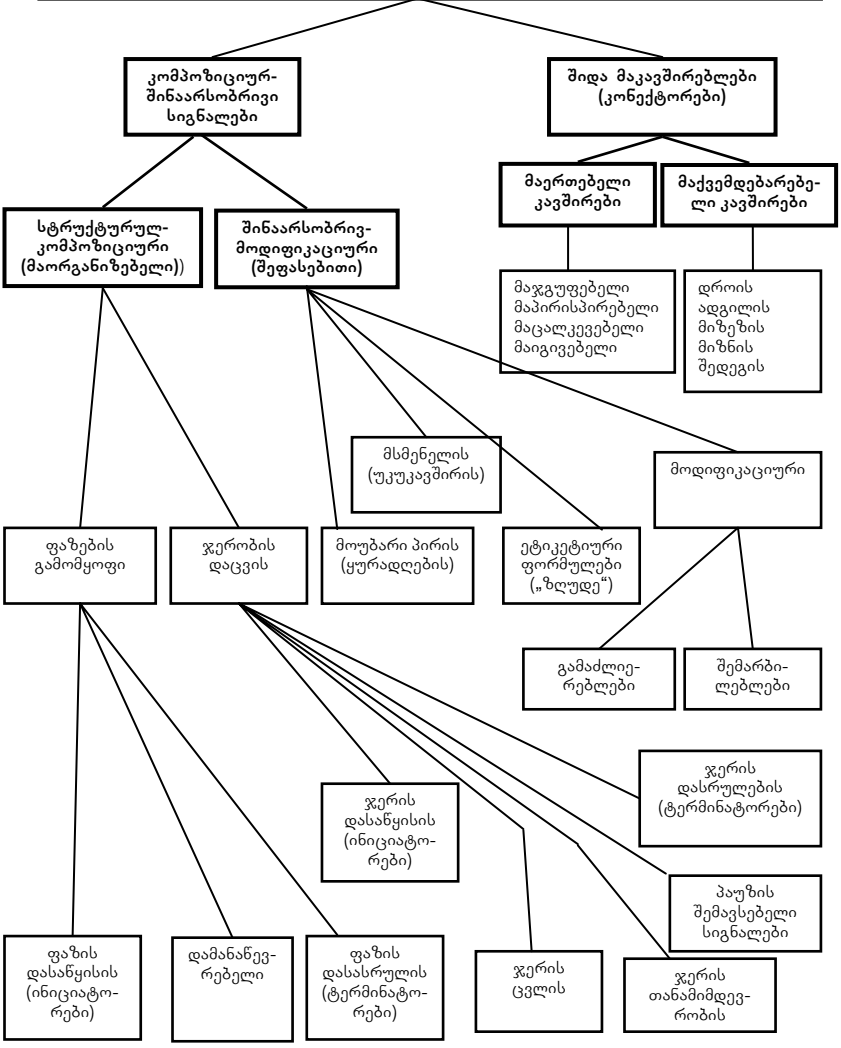 კომპოზიციურ-
შინაარსობრივი
სიგნალები
შიდა მაკავშირებლები
(კონექტორები)
მაერთებელი
კავშირები
მაქვემდებარებე-
ლი კავშირები
სტრუქტურულ-
კომპოზიციური
(მაორგანიზებელი))
შინაარსობრივ-
მოდიფიკაციური
(შეფასებითი)
მაჯგუფებელი
მაპირისპირებელი
მაცალკევებელი
მაიგივებელი
დროის
ადგილის
მიზეზის
მიზნის
შედეგის
მსმენელის
(უკუკავშირის)
მოდიფიკაციური
ფაზების
გამომყოფი
ჯერობის
დაცვის
მოუბარი პირის
(ყურადღების)
ეტიკეტიური
ფორმულები
(„ზღუდე“)
გამაძლიე-
რებლები
შემარბი-
ლებლები
ჯერის
დასრულების
(ტერმინატორები)
ჯერის
დასაწყისის
(ინიციატო-
რები)
პაუზის
შემავსებელი
სიგნალები
ფაზის
დასაწყისის
(ინიციატო-
რები)
დამანაწევ-
რებელი
ფაზის
დასასრულის
(ტერმინატო-
რები)
ჯერის
ცვლის
ჯერის
თანამიმდევ-
რობის